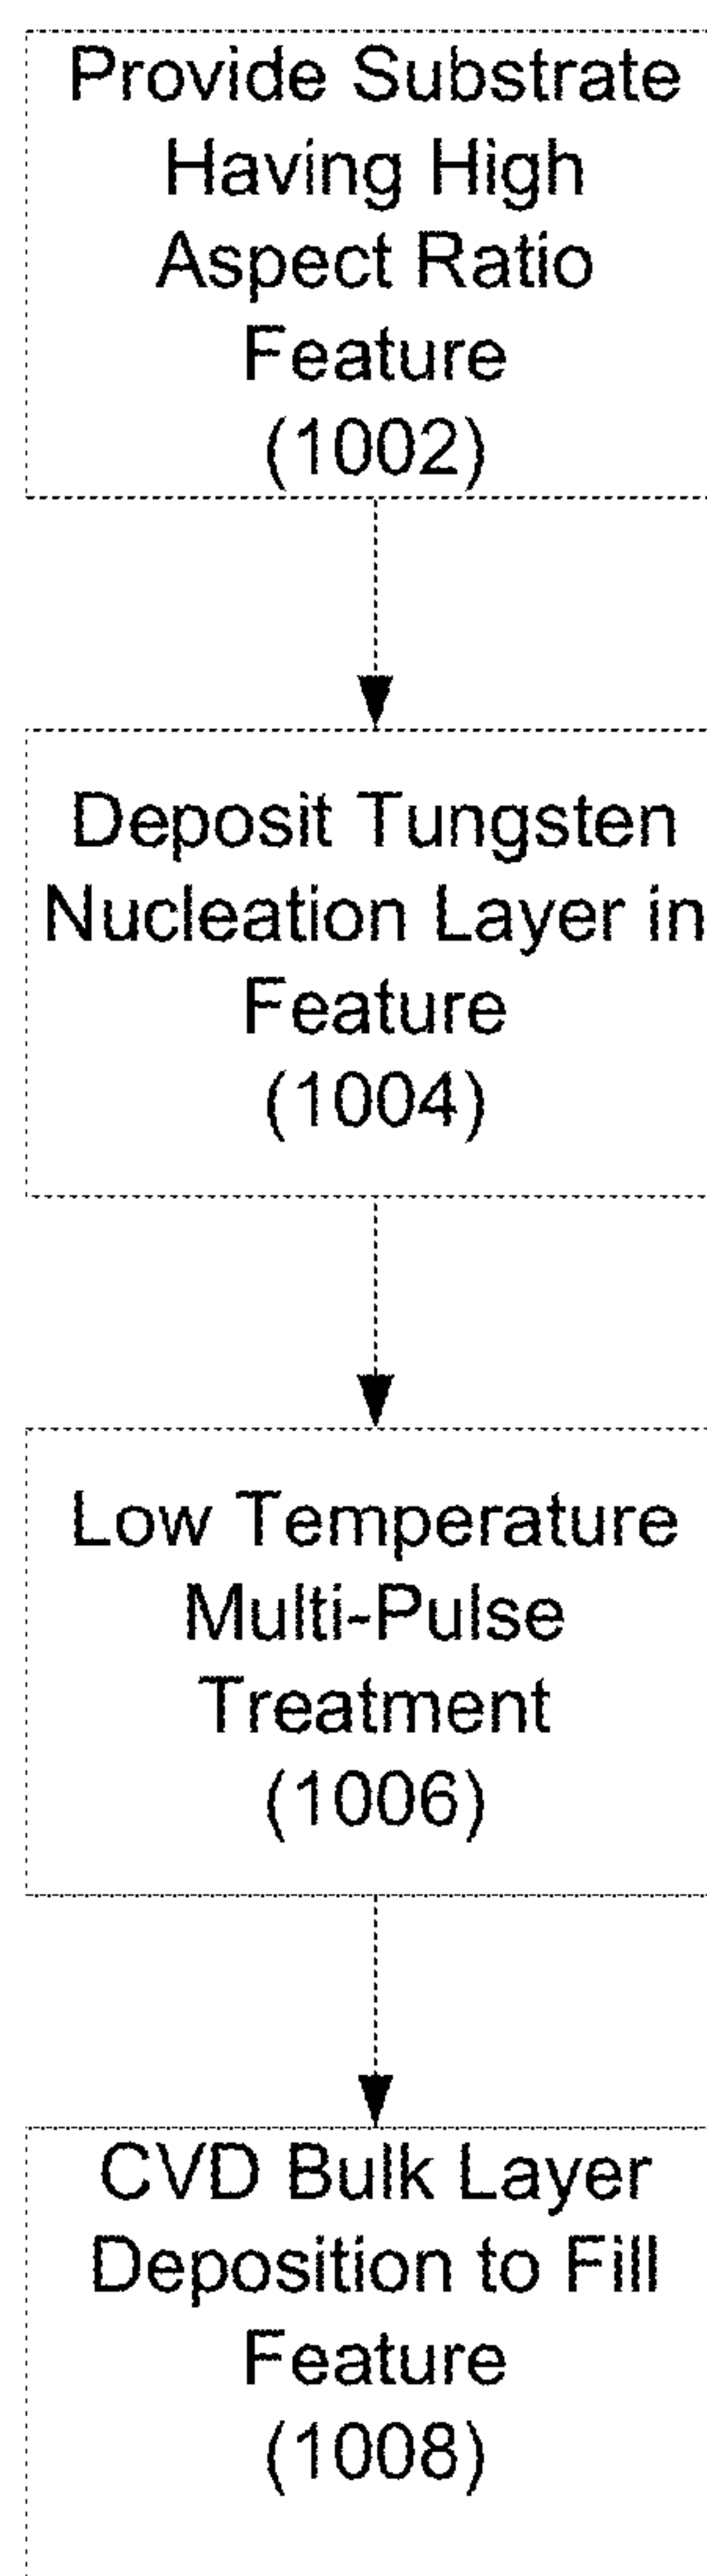 Provide Substrate
Having High
Aspect Ratio
Feature
(1002)
Deposit Tungsten
Nucleation Layer in
Feature
(1004)
Low Temperature
Multi-Pulse
Treatment
(1006)
CVD Bulk Layer
Deposition to Fill
Feature
(1008)